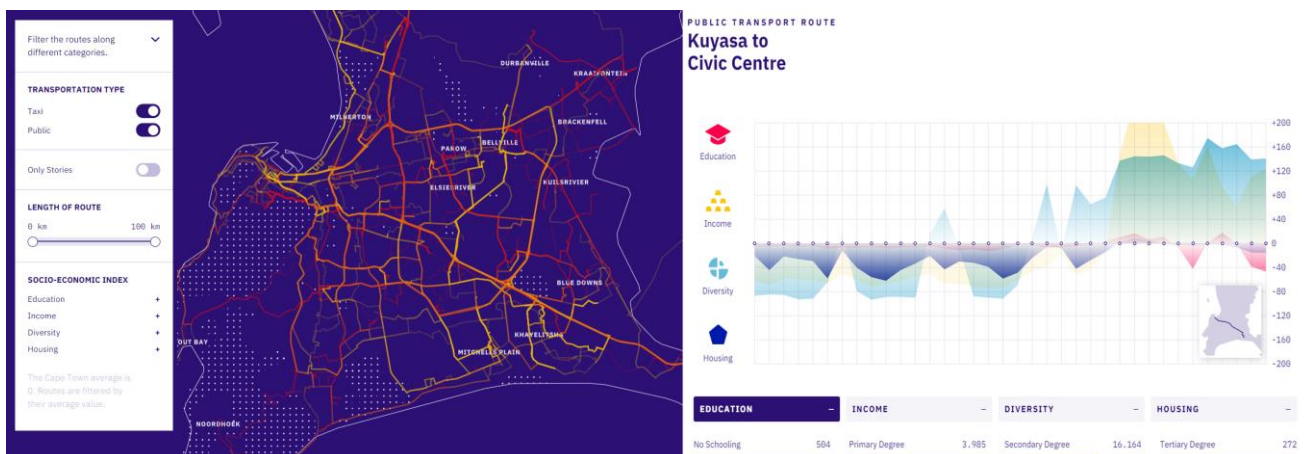 Filter the routes along
different categories.
TRANSPORTATION TYPE
Taxi
Public
Only Stories
LENGTH OF ROUTE
0 km 100 km
SOCIO-ECONOMIC INDEX
Education +
Income +
Diversity +
Housing +
The Cape Town average is
0. Routes are filtered by
their average value.
DURBANVILLE
KRAAIFONTEIN
MILNERTON
BRACKENFELL
PAROW
BELLVILLE
ELSIESRIVER
KUILSRIVIER
BLUE DOWNS
KHAYELITSHA
MITCHELLS PLAIN
OUT BAY
NOORDHOEK
PUBLIC TRANSPORT ROUTE
Kuyasa to
Civic Centre
Education
Income
Diversity
Housing
+200
+160
+120
+80
+40
0
-40
-80
-120
-160
-200
EDUCATION – INCOME – DIVERSITY – HOUSING –
No Schooling 504 Primary Degree 3.985 Secondary Degree 16.164 Tertiary Degree 272